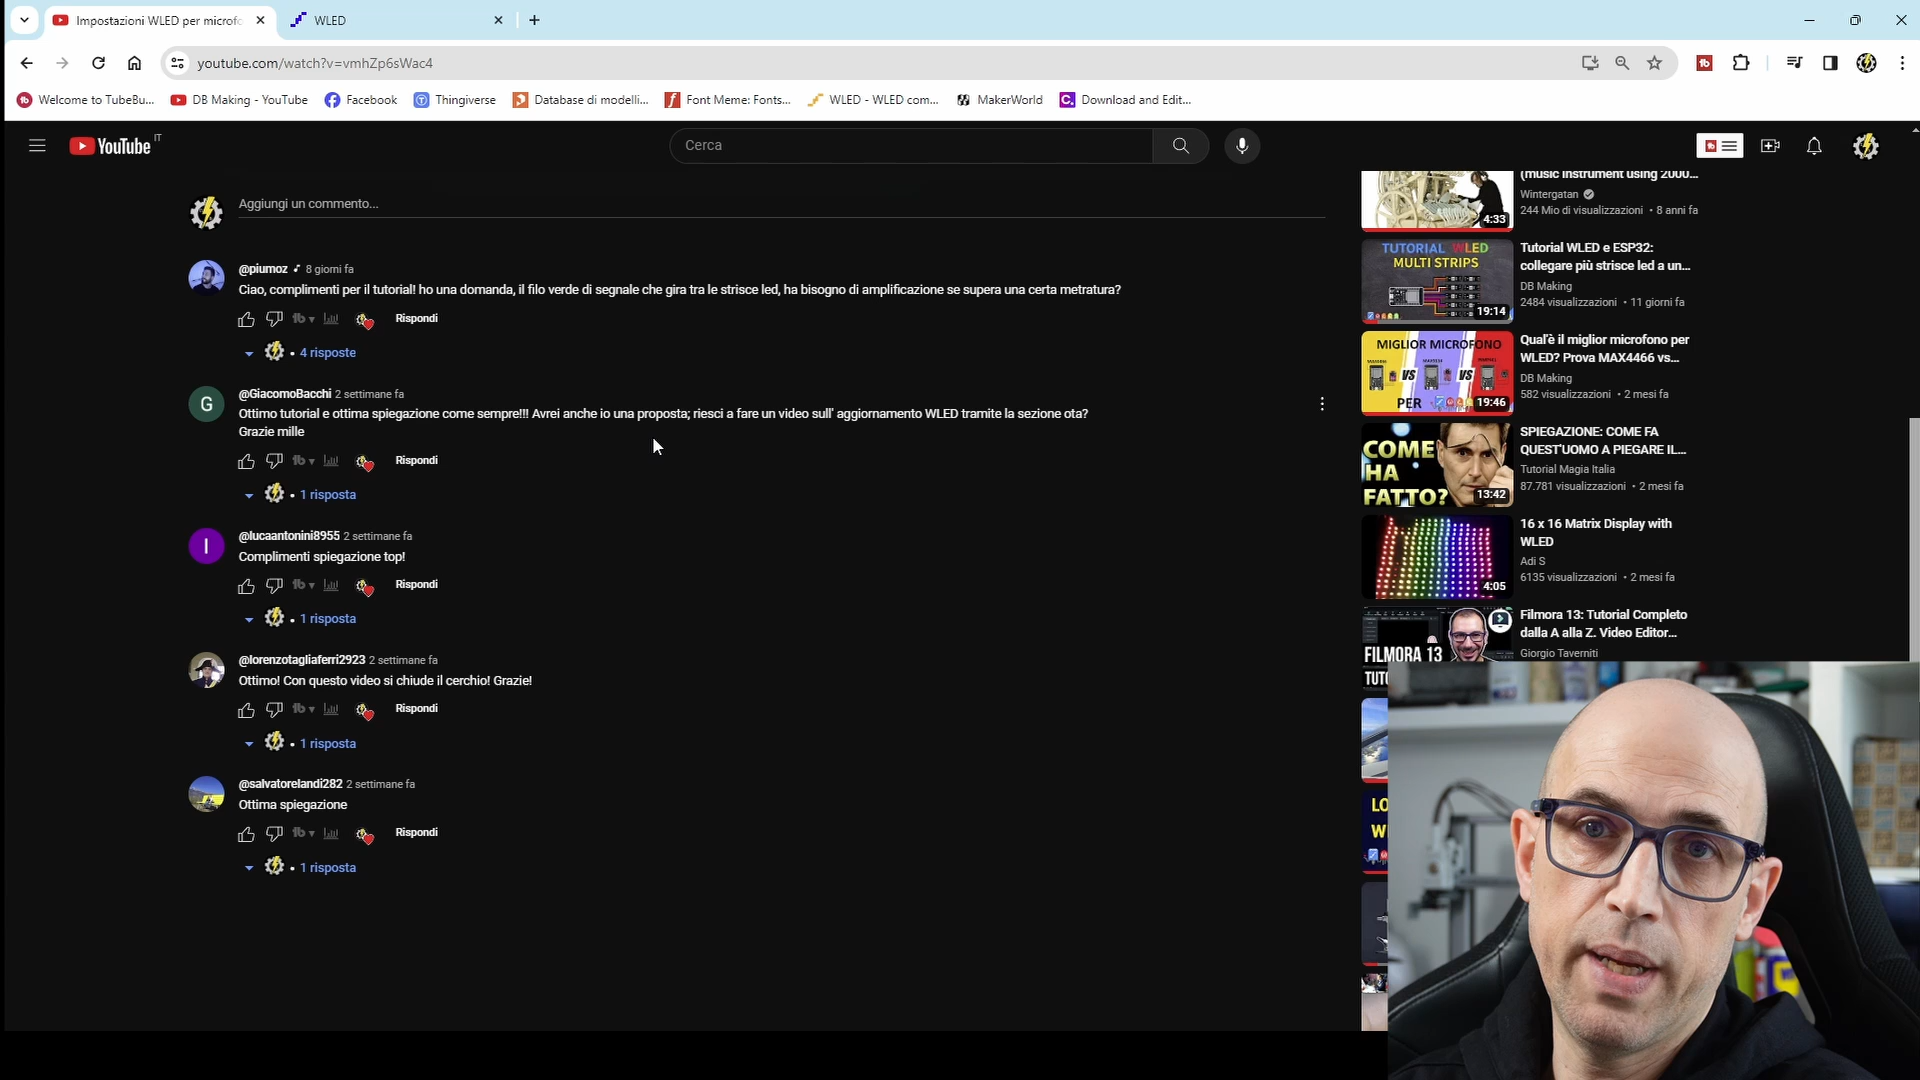 Impostazioni WLED per microfo
WLED
youtube.com/watch?v=vmhZp6sWac4
Welcome to TubeBu...
DB Making - YouTube
Facebook
Thingiverse
Database di modelli...
Font Meme: Fonts...
WLED - WLED com...
MakerWorld
Download and Edit...
YouTube IT
Cerca
Aggiungi un commento...
@piumoz 8 giorni fa
Ciao, complimenti per il tutorial! ho una domanda, il filo verde di segnale che gira tra le strisce led, ha bisogno di amplificazione se supera una certa metratura?
Rispondi
4 risposte
G
@GiacomoBacchi 2 settimane fa
Ottimo tutorial e ottima spiegazione come sempre!!! Avrei anche io una proposta; riesci a fare un video sull' aggiornamento WLED tramite la sezione ota?
Grazie mille
Rispondi
1 risposta
l
@lucaantonini8955 2 settimane fa
Complimenti spiegazione top!
Rispondi
1 risposta
@lorenzotagliaferri2923 2 settimane fa
Ottimo! Con questo video si chiude il cerchio! Grazie!
Rispondi
1 risposta
@salvatorelandi282 2 settimane fa
Ottima spiegazione
Rispondi
1 risposta
(music instrument using 2000...
Wintergatan
244 Mio di visualizzazioni • 8 anni fa
4:33
TUTORIAL WLED
MULTI STRIPS
19:14
Tutorial WLED e ESP32:
collegare più strisce led a un...
DB Making
2484 visualizzazioni • 11 giorni fa
MIGLIOR MICROFONO
VS VS
PER
19:46
Qual'è il miglior microfono per
WLED? Prova MAX4466 vs...
DB Making
582 visualizzazioni • 2 mesi fa
COME
HA
FATTO?
13:42
SPIEGAZIONE: COME FA
QUEST'UOMO A PIEGARE IL...
Tutorial Magia Italia
87.781 visualizzazioni • 2 mesi fa
4:05
16 x 16 Matrix Display with
WLED
Adi S
6135 visualizzazioni • 2 mesi fa
FILMORA 13
TUT
Filmora 13: Tutorial Completo
dalla A alla Z. Video Editor...
Giorgio Taverniti
LO
W